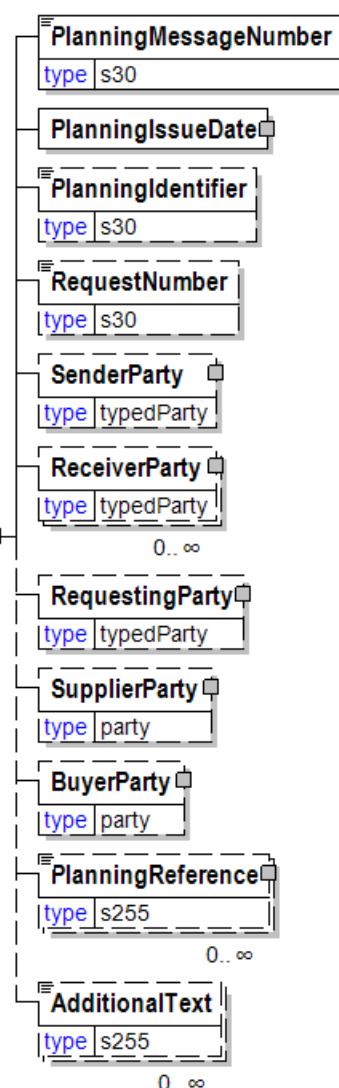 PlanningMessageNumber
type s30
PlanningIssueDate
PlanningIdentifier
type s30
RequestNumber
type s30
SenderParty
type typedParty
ReceiverParty
type typedParty
0.. ∞
RequestingParty
type typedParty
SupplierParty
type party
BuyerParty
type party
PlanningReference
type s255
0.. ∞
AdditionalText
type s255
0.. ∞